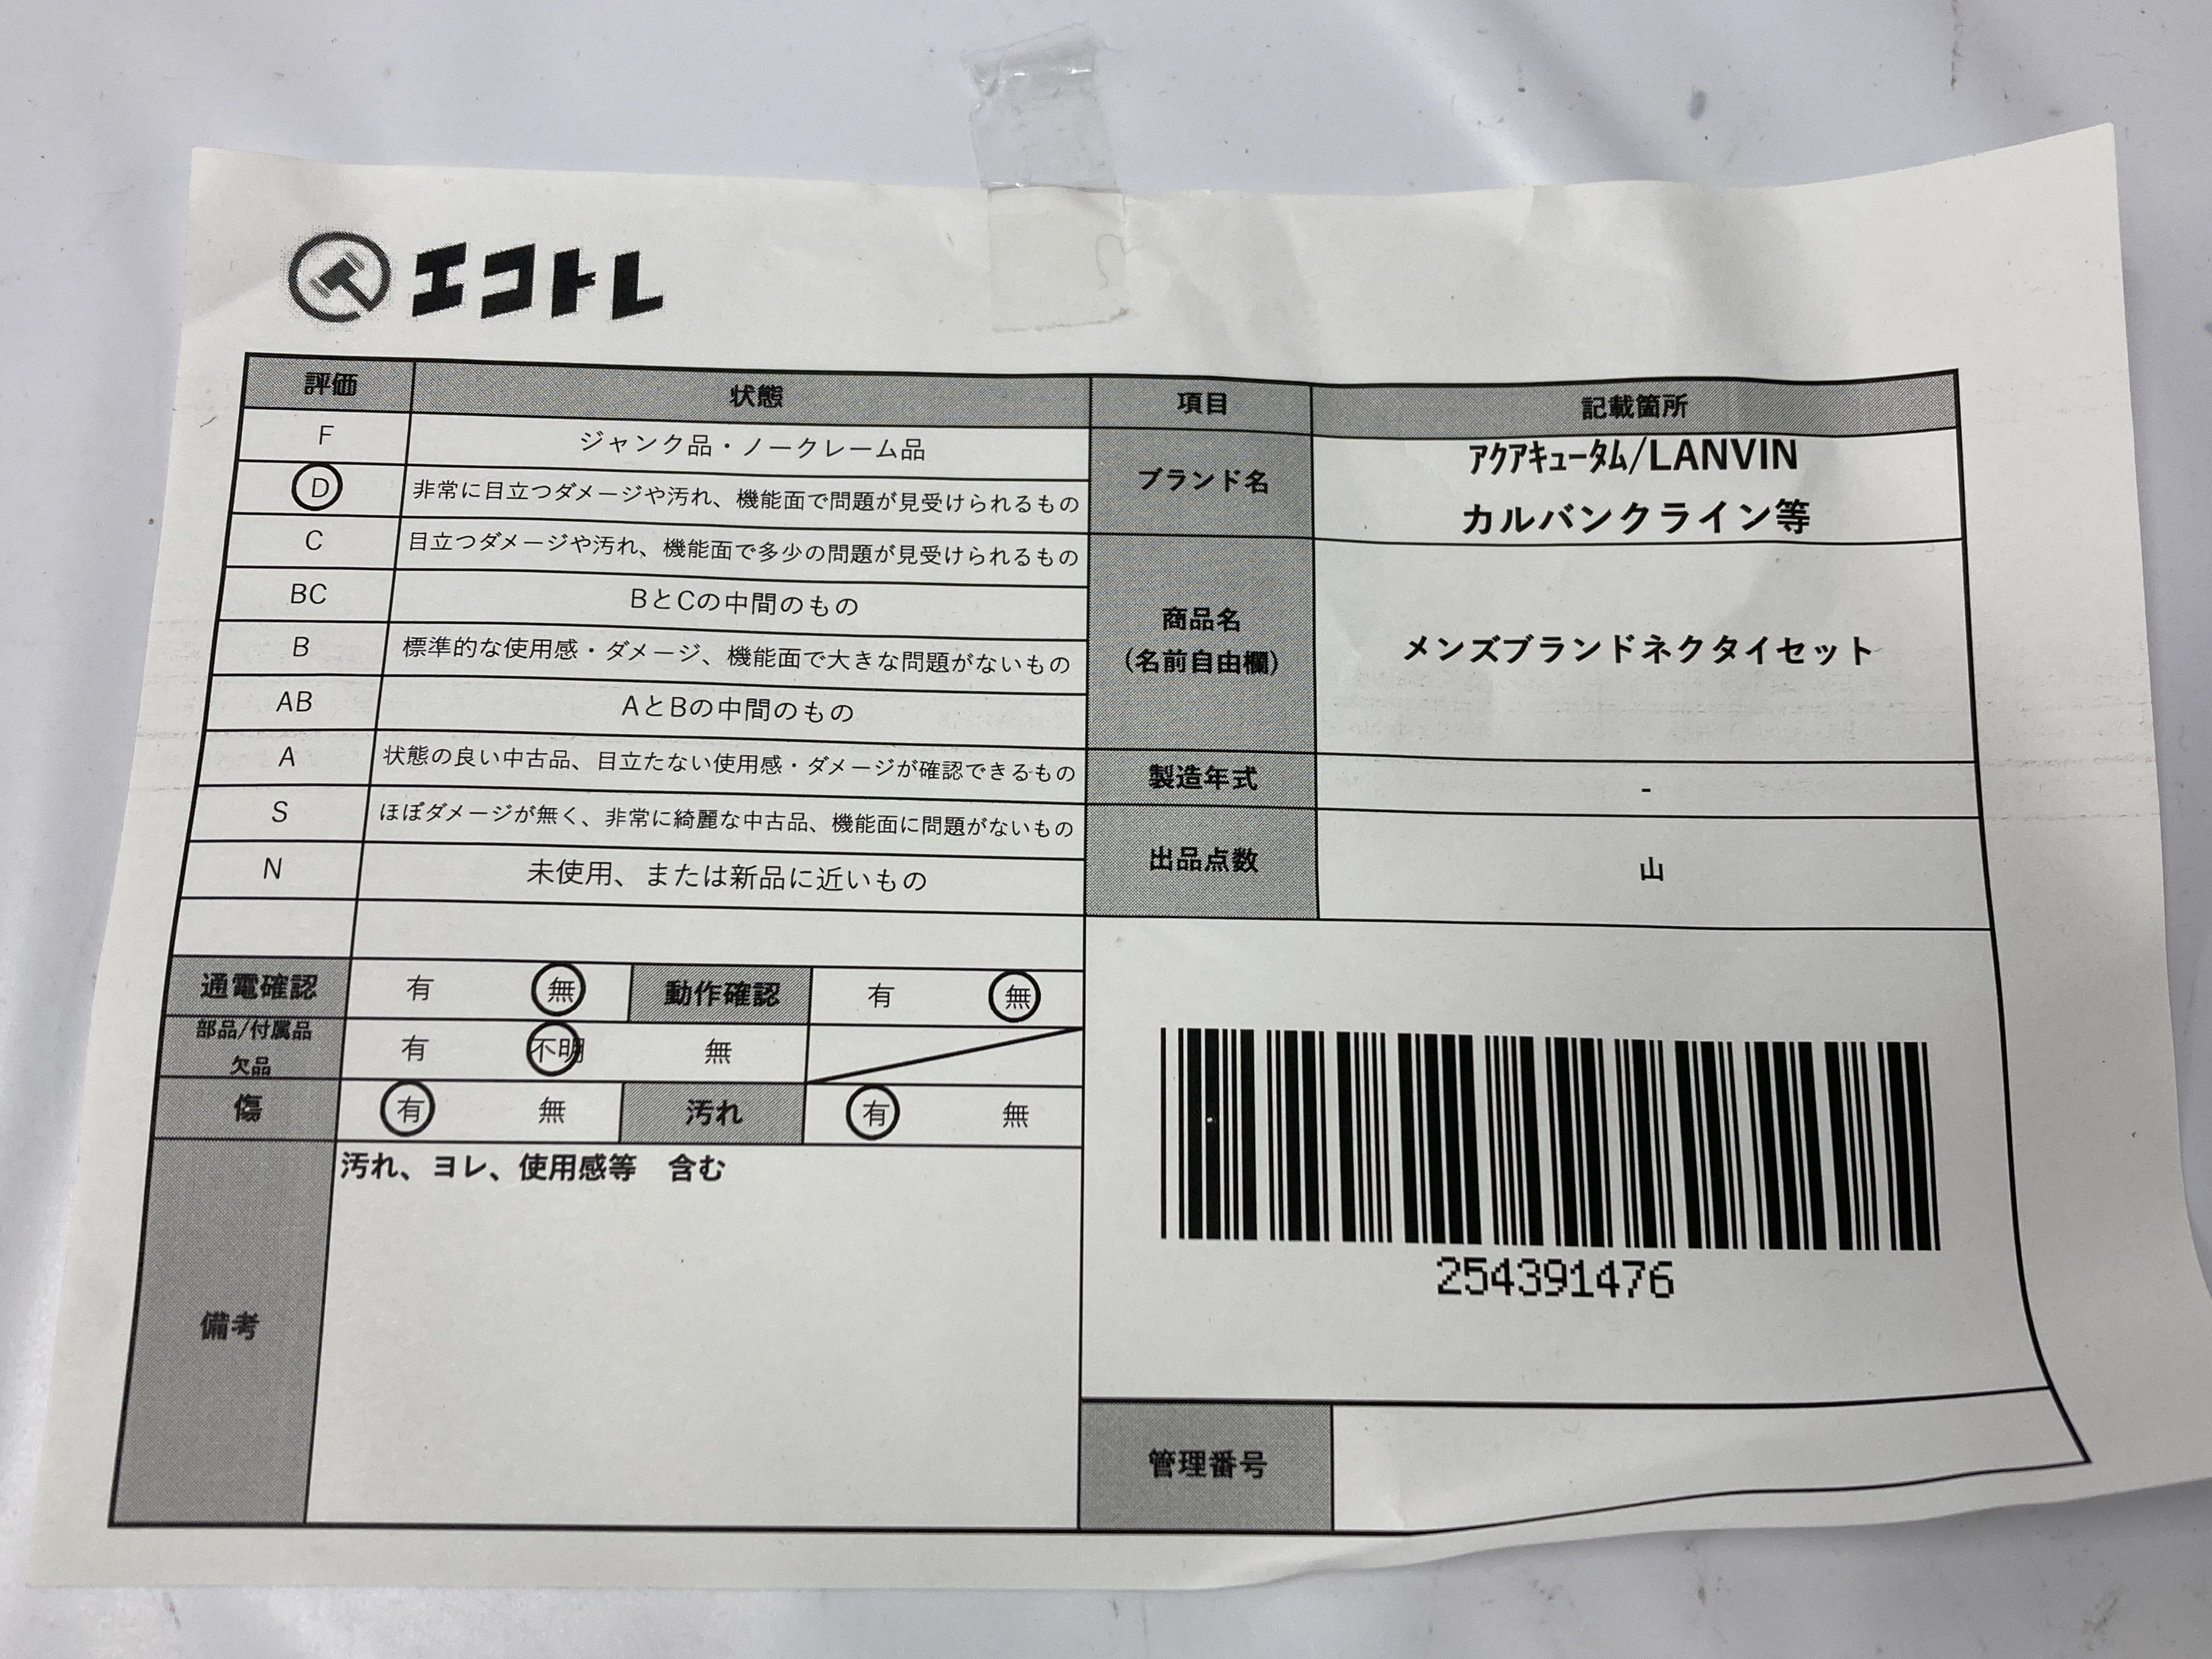 エコトレ
評価 状態 項目 記載箇所
F ジャンク品・ノークレーム品
D 非常に目立つダメージや汚れ、機能面で問題が見受けられるもの
C 目立つダメージや汚れ、機能面で多少の問題が見受けられるもの
BC BとCの中間のもの
B 標準的な使用感・ダメージ、機能面で大きな問題がないもの
AB AとBの中間のもの
A 状態の良い中古品、目立たない使用感・ダメージが確認できるもの
S ほぼダメージが無く、非常に綺麗な中古品、機能面に問題がないもの
N 未使用、または新品に近いもの
ブランド名 アクアキュータム/LANVIN
カルバンクライン等
商品名
(名前自由欄)
メンズブランドネクタイセット
製造年式 -
出品点数 山
通電確認 有 無 動作確認 有 無
部品/付属品
欠品
有 不明 無
傷 有 無 汚れ 有 無
備考
汚れ、ヨレ、使用感等 含む
254391476
管理番号